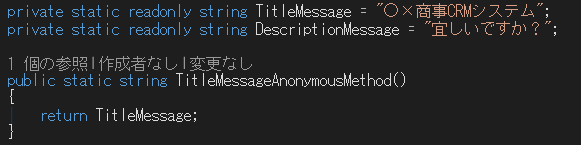 private static readonly string TitleMessage = "〇×商事CRMシステム";
private static readonly string DescriptionMessage = "宜しいですか？";
1 個の参照|作成者なし|変更なし
public static string TitleMessageAnonymousMethod()
{
return TitleMessage;
}